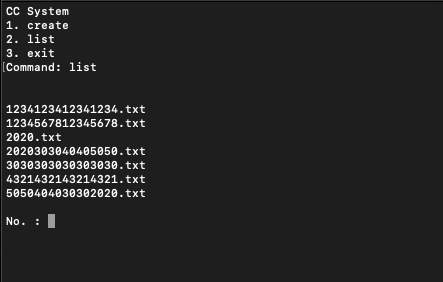 CC System
1. create
2. list
3. exit
[Command: list
1234123412341234.txt
1234567812345678.txt
2020.txt
2020303040405050.txt
3030303030303030.txt
4321432143214321.txt
5050404030302020.txt
No. :